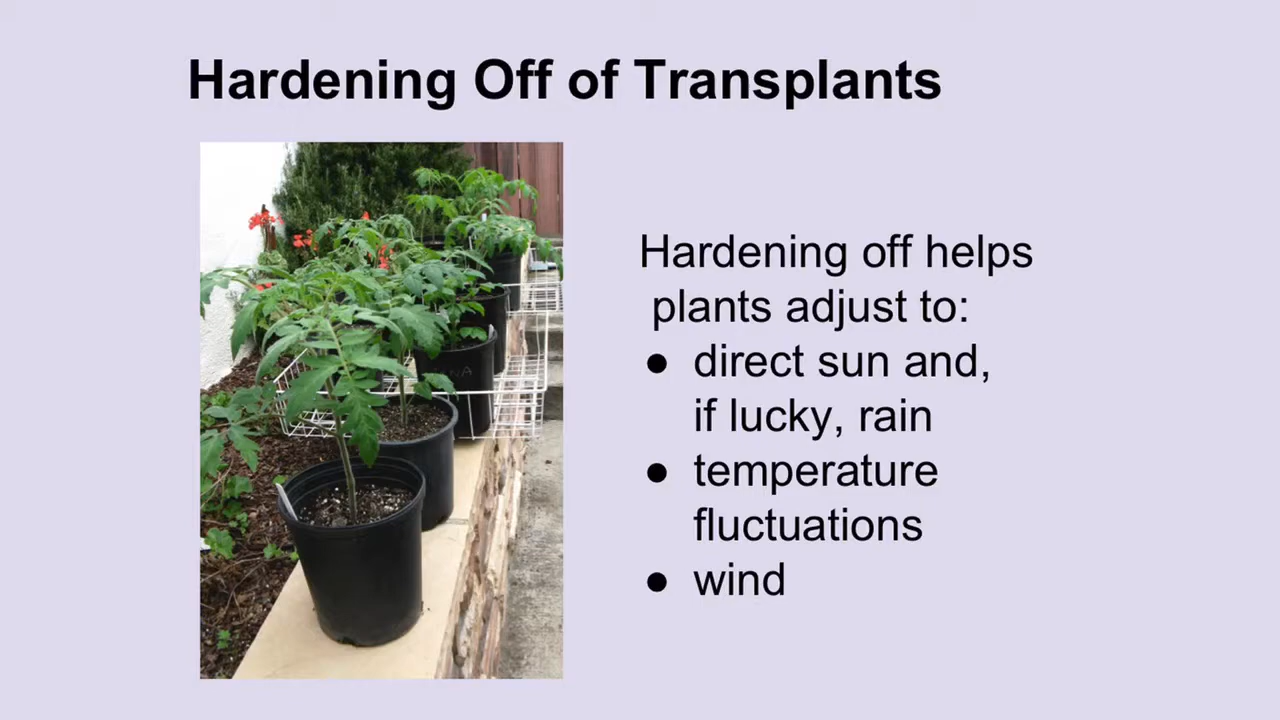 Hardening Off of Transplants
Hardening off helps
plants adjust to:
● direct sun and,
if lucky, rain
● temperature
fluctuations
● wind